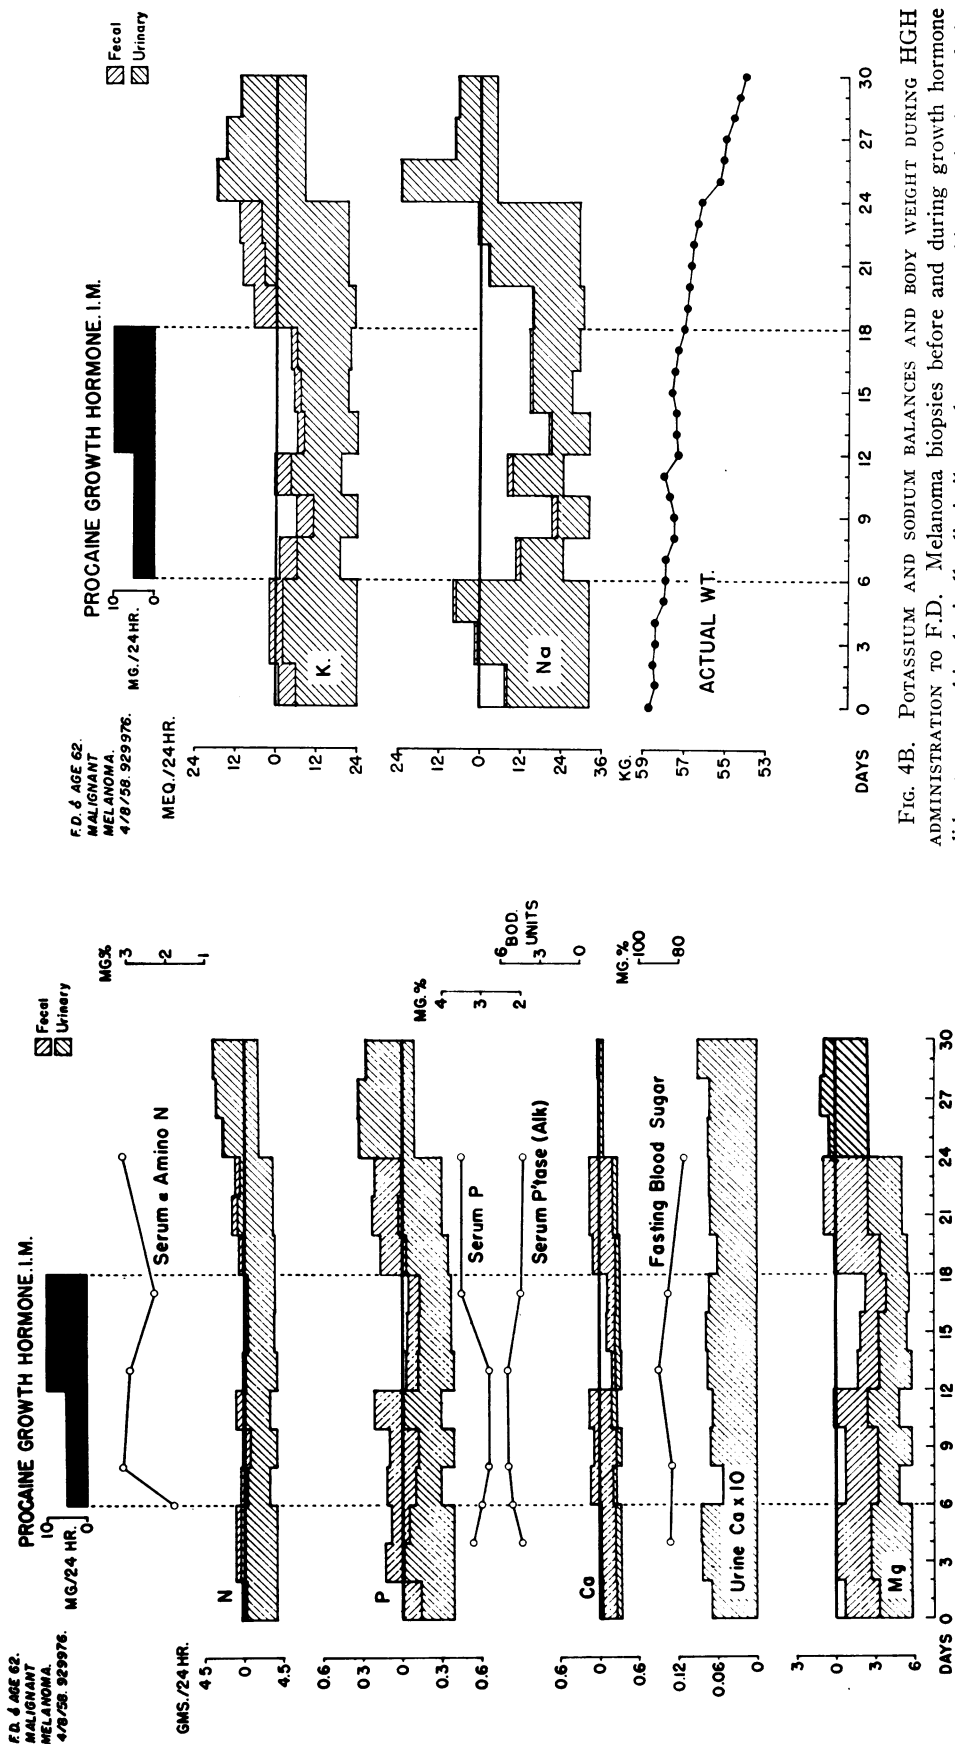 F.D. ♂ AGE 62.
MALIGNANT
MELANOMA.
4/8/58. 929976.
PROCAINE GROWTH HORMONE. I.M.
10
0
MG/24 HR.
Fecal
Urinary
GMS./24HR.
MG%
3
2
1
Serum α Amino N
4.5
0
4.5
N
0.6
0.3
0
0.3
0.6
P
MG.%
4
3
2
Serum P
6 BOD.
3 UNITS
0
Serum P'tase (Alk)
0.6
0
0.6
Ca
MG.%
100
80
Fasting Blood Sugar
0.12
0.06
0
Urine Ca x 10
3
0
3
6
Mg
DAYS 0 3 6 9 12 15 18 21 24 27 30
F.D. ♂ AGE 62.
MALIGNANT
MELANOMA.
4/8/58. 929976.
PROCAINE GROWTH HORMONE. I.M.
10
0
MG./24HR.
Fecal
Urinary
MEQ./24HR.
24
12
0
12
24
K.
24
12
0
12
24
36
Na
KG.
59
57
55
53
ACTUAL WT.
DAYS 0 3 6 9 12 15 18 21 24 27 30
FIG. 4B. POTASSIUM AND SODIUM BALANCES AND BODY WEIGHT DURING HGH
ADMINISTRATION TO F.D. Melanoma biopsies before and during growth hormone